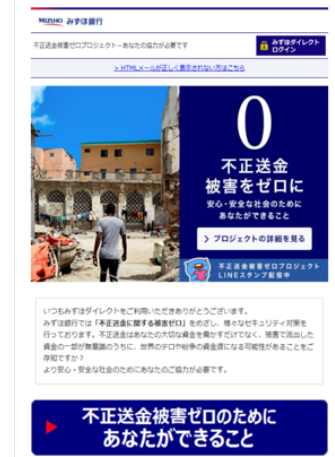 MIZUHO みずほ銀行
不正送金被害ゼロプロジェクト－あなたの協力が必要です
みずほダイレクト
ログイン
> HTMLメールが正しく表示されない方はこちら
0
不正送金
被害をゼロに
安心・安全な社会のために
あなたができること
> プロジェクトの詳細を見る
不正送金被害ゼロプロジェクト
LINEスタンプ配信中
いつもみずほダイレクトをご利用いただきありがとうございます。
みずほ銀行では「不正送金に関する被害ゼロ」をめざし、様々なセキュリティ対策を
行っております。不正送金はあなたの大切な資金を脅かすだけでなく、被害で流出した
資金の一部が無意識のうちに、世界のテロや紛争の資金源になる可能性があることをご
存知ですか？
より安心・安全な社会のためにあなたのご協力が必要です。
不正送金被害ゼロのために
あなたができること